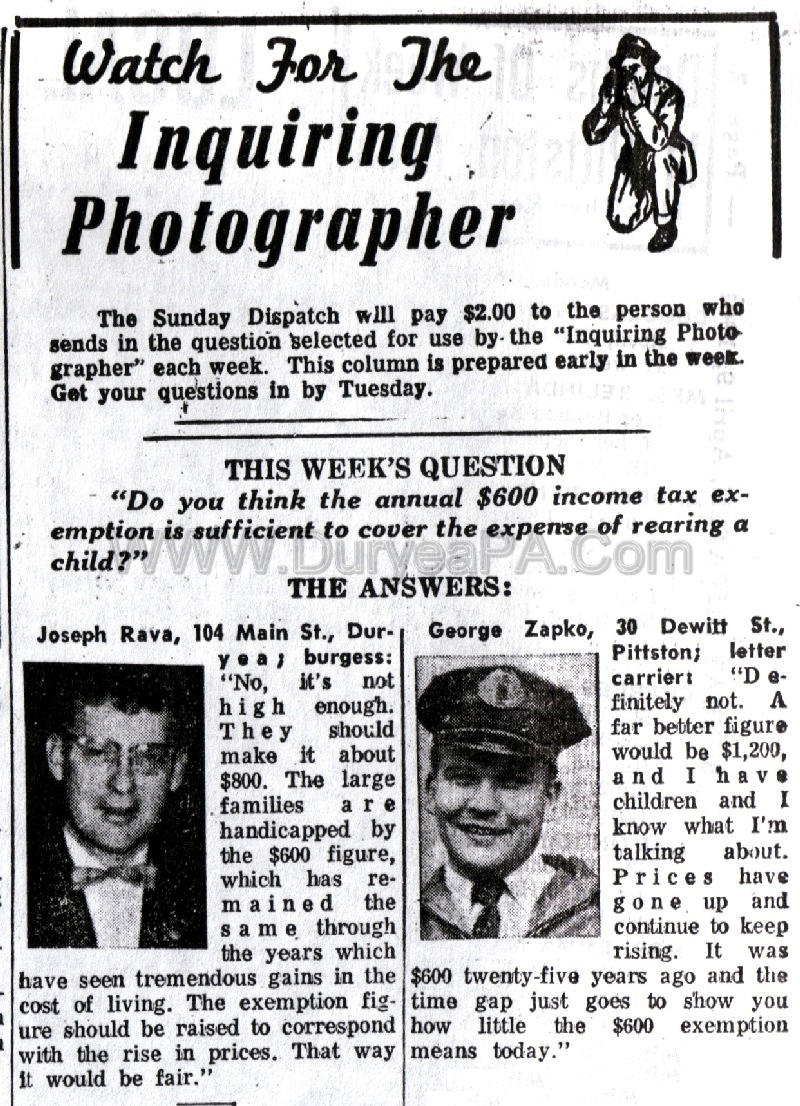 Watch For The
Inquiring
Photographer
The Sunday Dispatch will pay $2.00 to the person who
sends in the question selected for use by the "Inquiring Photo-
grapher" each week. This column is prepared early in the week.
Get your questions in by Tuesday.
THIS WEEK'S QUESTION
"Do you think the annual $600 income tax ex-
emption is sufficient to cover the expense of rearing a
child?"
www.DuryeaPA.Com
THE ANSWERS:
Joseph Rava, 104 Main St., Dur-
yea; burgess:
"No, it's not
high enough.
They should
make it about
$800. The large
families are
handicapped by
the $600 figure,
which has re-
mained the
same through
the years which
have seen tremendous gains in the
cost of living. The exemption fig-
ure should be raised to correspond
with the rise in prices. That way
it would be fair."
George Zapko, 30 Dewitt St.,
Pittston; letter
carrier: "De-
finitely not. A
far better figure
would be $1,200,
and I have
children and I
know what I'm
talking about.
Prices have
gone up and
continue to keep
rising. It was
$600 twenty-five years ago and the
time gap just goes to show you
how little the $600 exemption
means today."